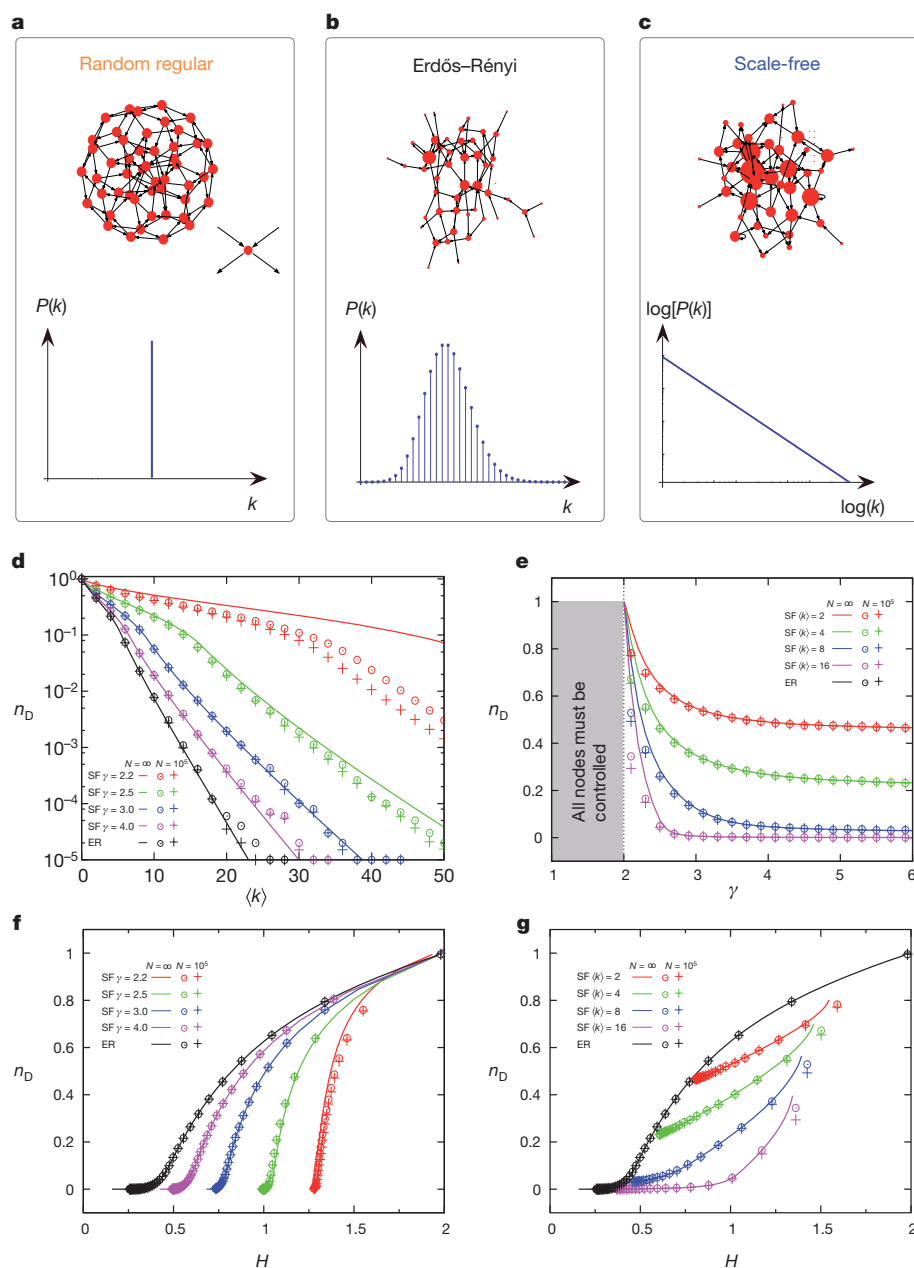 a
b
c
Random regular
Erdős–Rényi
Scale-free
P(k)
k
P(k)
k
log[P(k)]
log(k)
d
n_D
10⁰
10⁻¹
10⁻²
10⁻³
10⁻⁴
10⁻⁵
N = ∞ N = 10⁵
SF γ = 2.2
SF γ = 2.5
SF γ = 3.0
SF γ = 4.0
ER
0 10 20 30 40 50
⟨k⟩
e
n_D
1
0.8
0.6
0.4
0.2
0
All nodes must be
controlled
N = ∞ N = 10⁵
SF ⟨k⟩ = 2
SF ⟨k⟩ = 4
SF ⟨k⟩ = 8
SF ⟨k⟩ = 16
ER
1 2 3 4 5 6
γ
f
n_D
1
0.8
0.6
0.4
0.2
0
N = ∞ N = 10⁵
SF γ = 2.2
SF γ = 2.5
SF γ = 3.0
SF γ = 4.0
ER
0 0.5 1 1.5 2
H
g
n_D
1
0.8
0.6
0.4
0.2
0
N = ∞ N = 10⁵
SF ⟨k⟩ = 2
SF ⟨k⟩ = 4
SF ⟨k⟩ = 8
SF ⟨k⟩ = 16
ER
0 0.5 1 1.5 2
H